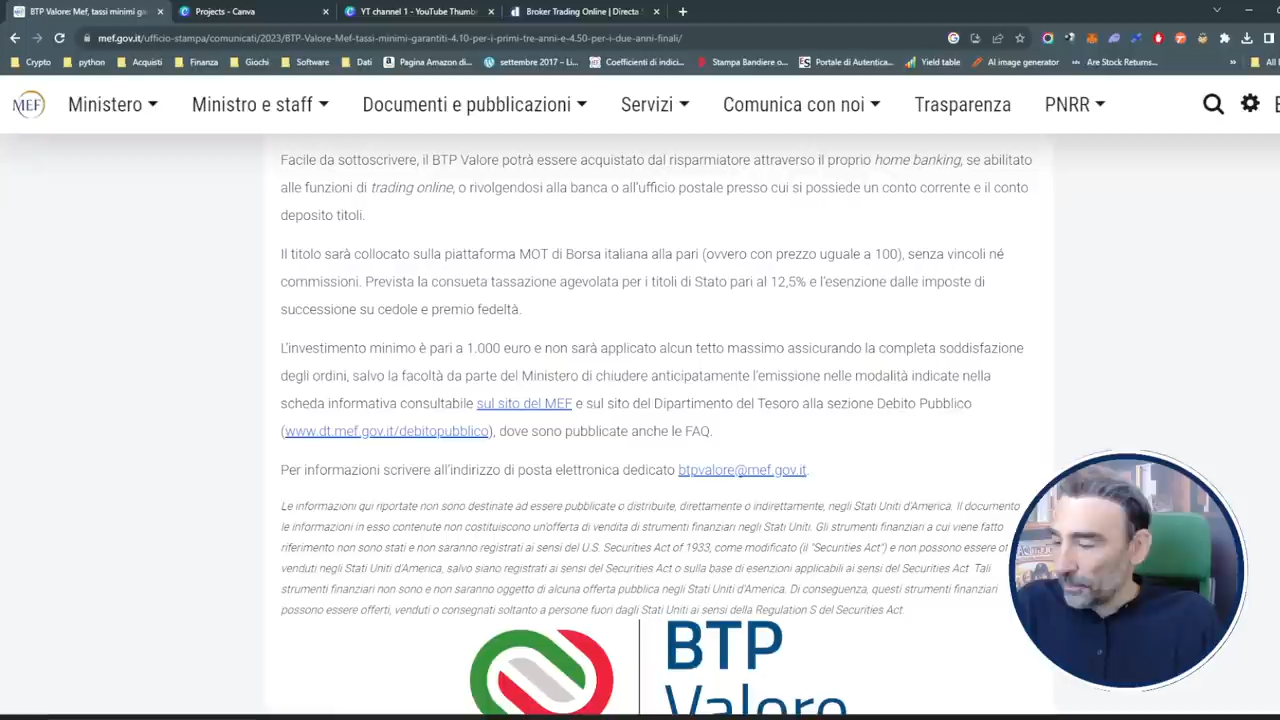 BTP Valore: Mef, tassi minimi ga
Projects - Canva
YT channel 1 - YouTube Thumb
Broker Trading Online | Directa
mef.gov.it/ufficio-stampa/comunicati/2023/BTP-Valore-Mef-tassi-minimi-garantiti-4.10-per-i-primi-tre-anni-e-4.50-per-i-due-anni-finali/
Crypto
python
Acquisti
Finanza
Giochi
Software
Dati
Pagina Amazon di...
settembre 2017 – Li...
Coefficienti di indici...
Stampa Bandiere o...
Portale di Autentica...
Yield table
AI image generator
Are Stock Returns...
All
MEF
Ministero
Ministro e staff
Documenti e pubblicazioni
Servizi
Comunica con noi
Trasparenza
PNRR
Facile da sottoscrivere, il BTP Valore potrà essere acquistato dal risparmiatore attraverso il proprio home banking, se abilitato
alle funzioni di trading online, o rivolgendosi alla banca o all'ufficio postale presso cui si possiede un conto corrente e il conto
deposito titoli.
Il titolo sarà collocato sulla piattaforma MOT di Borsa italiana alla pari (ovvero con prezzo uguale a 100), senza vincoli né
commissioni. Prevista la consueta tassazione agevolata per i titoli di Stato pari al 12,5% e l'esenzione dalle imposte di
successione su cedole e premio fedeltà.
L'investimento minimo è pari a 1.000 euro e non sarà applicato alcun tetto massimo assicurando la completa soddisfazione
degli ordini, salvo la facoltà da parte del Ministero di chiudere anticipatamente l'emissione nelle modalità indicate nella
scheda informativa consultabile sul sito del MEF e sul sito del Dipartimento del Tesoro alla sezione Debito Pubblico
(www.dt.mef.gov.it/debitopubblico), dove sono pubblicate anche le FAQ.
Per informazioni scrivere all'indirizzo di posta elettronica dedicato btpvalore@mef.gov.it.
Le informazioni qui riportate non sono destinate ad essere pubblicate o distribuite, direttamente o indirettamente, negli Stati Uniti d'America. Il documento
le informazioni in esso contenute non costituiscono un'offerta di vendita di strumenti finanziari negli Stati Uniti. Gli strumenti finanziari a cui viene fatto
riferimento non sono stati e non saranno registrati ai sensi del U.S. Securities Act of 1933, come modificato (il "Securities Act") e non possono essere of
venduti negli Stati Uniti d'America, salvo siano registrati ai sensi del Securities Act o sulla base di esenzioni applicabili ai sensi del Securities Act. Tali
strumenti finanziari non sono e non saranno oggetto di alcuna offerta pubblica negli Stati Uniti d'America. Di conseguenza, questi strumenti finanziari
possono essere offerti, venduti o consegnati soltanto a persone fuori dagli Stati Uniti ai sensi della Regulation S del Securities Act.
BTP
Valore